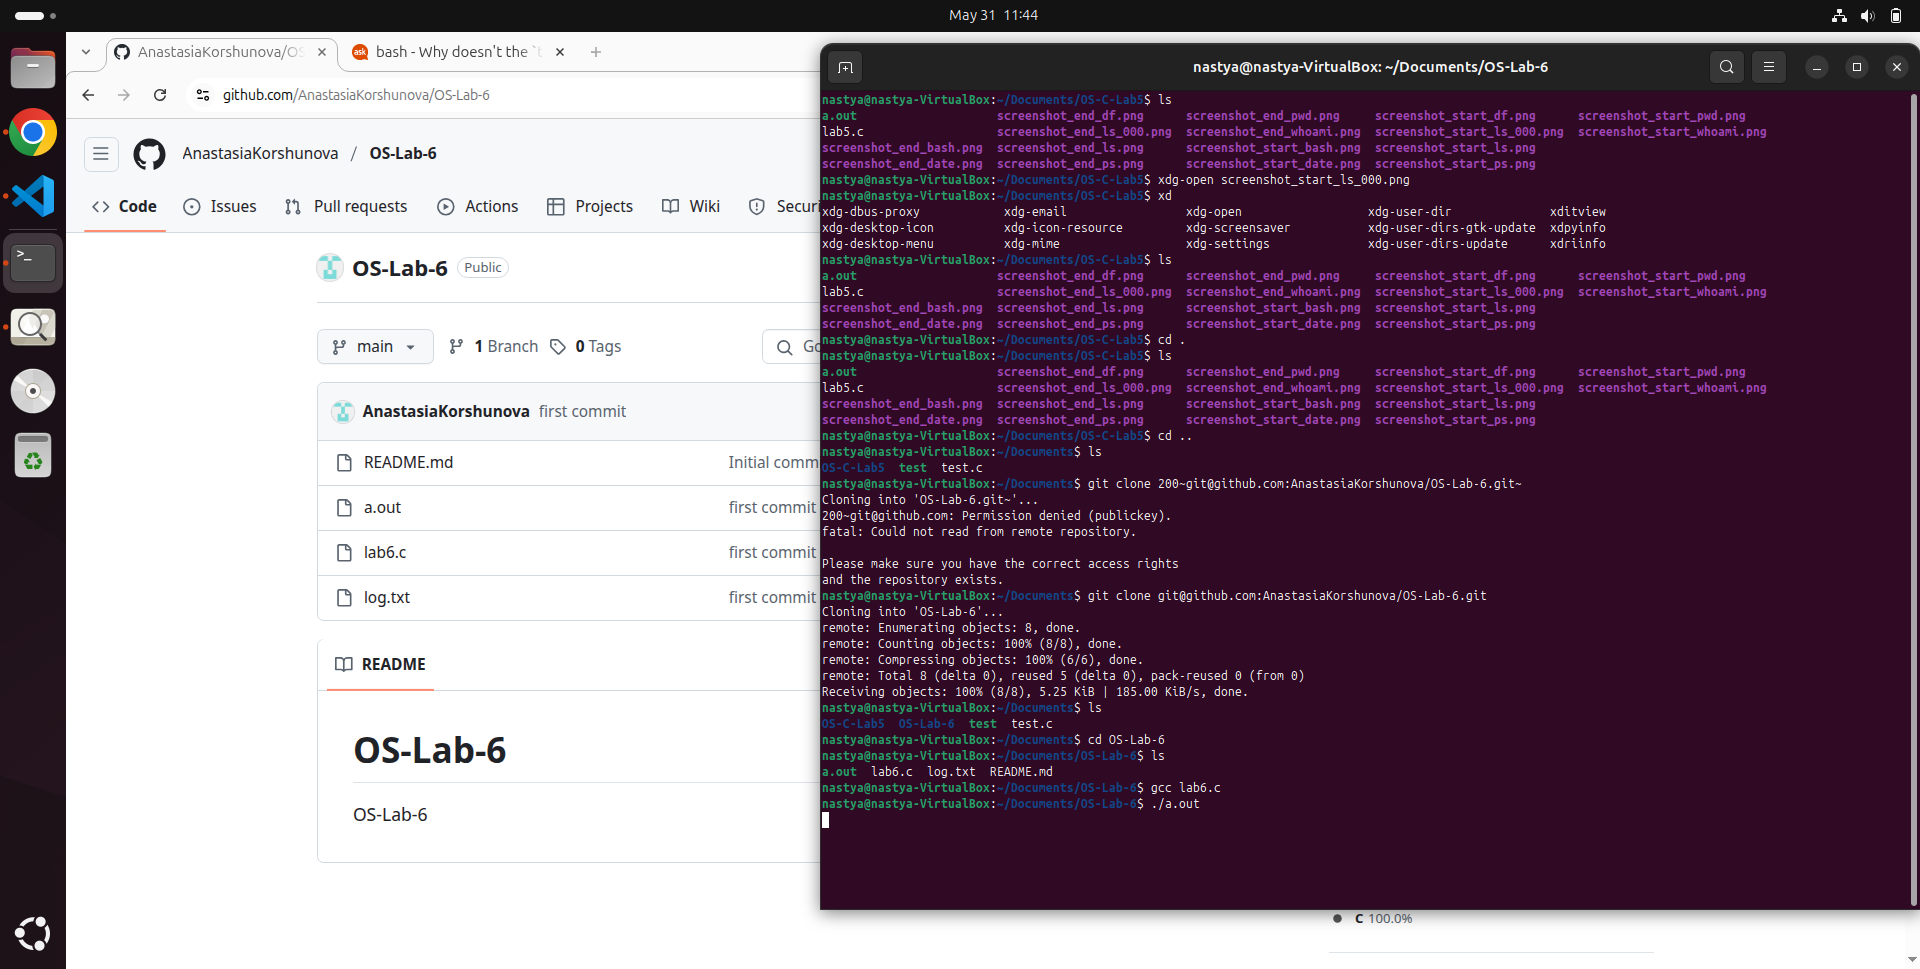 May 31 11:44
AnastasiaKorshunova/OS
bash - Why doesn't the `t
github.com/AnastasiaKorshunova/OS-Lab-6
AnastasiaKorshunova / OS-Lab-6
Code Issues Pull requests Actions Projects Wiki Securi
OS-Lab-6 Public
main 1 Branch 0 Tags Go
AnastasiaKorshunova first commit
README.md Initial comm
a.out first commit
lab6.c first commit
log.txt first commit
README
OS-Lab-6
OS-Lab-6
C 100.0%
nastya@nastya-VirtualBox: ~/Documents/OS-Lab-6
nastya@nastya-VirtualBox:~/Documents/OS-C-Lab5$ ls
a.out screenshot_end_df.png screenshot_end_pwd.png screenshot_start_df.png screenshot_start_pwd.png
lab5.c screenshot_end_ls_000.png screenshot_end_whoami.png screenshot_start_ls_000.png screenshot_start_whoami.png
screenshot_end_bash.png screenshot_end_ls.png screenshot_start_bash.png screenshot_start_ls.png
screenshot_end_date.png screenshot_end_ps.png screenshot_start_date.png screenshot_start_ps.png
nastya@nastya-VirtualBox:~/Documents/OS-C-Lab5$ xdg-open screenshot_start_ls_000.png
nastya@nastya-VirtualBox:~/Documents/OS-C-Lab5$ xd
xdg-dbus-proxy xdg-email xdg-open xdg-user-dir xditview
xdg-desktop-icon xdg-icon-resource xdg-screensaver xdg-user-dirs-gtk-update xdpyinfo
xdg-desktop-menu xdg-mime xdg-settings xdg-user-dirs-update xdriinfo
nastya@nastya-VirtualBox:~/Documents/OS-C-Lab5$ ls
a.out screenshot_end_df.png screenshot_end_pwd.png screenshot_start_df.png screenshot_start_pwd.png
lab5.c screenshot_end_ls_000.png screenshot_end_whoami.png screenshot_start_ls_000.png screenshot_start_whoami.png
screenshot_end_bash.png screenshot_end_ls.png screenshot_start_bash.png screenshot_start_ls.png
screenshot_end_date.png screenshot_end_ps.png screenshot_start_date.png screenshot_start_ps.png
nastya@nastya-VirtualBox:~/Documents/OS-C-Lab5$ cd .
nastya@nastya-VirtualBox:~/Documents/OS-C-Lab5$ ls
a.out screenshot_end_df.png screenshot_end_pwd.png screenshot_start_df.png screenshot_start_pwd.png
lab5.c screenshot_end_ls_000.png screenshot_end_whoami.png screenshot_start_ls_000.png screenshot_start_whoami.png
screenshot_end_bash.png screenshot_end_ls.png screenshot_start_bash.png screenshot_start_ls.png
screenshot_end_date.png screenshot_end_ps.png screenshot_start_date.png screenshot_start_ps.png
nastya@nastya-VirtualBox:~/Documents/OS-C-Lab5$ cd ..
nastya@nastya-VirtualBox:~/Documents$ ls
OS-C-Lab5 test test.c
nastya@nastya-VirtualBox:~/Documents$ git clone 200~git@github.com:AnastasiaKorshunova/OS-Lab-6.git~
Cloning into 'OS-Lab-6.git~'...
200~git@github.com: Permission denied (publickey).
fatal: Could not read from remote repository.
Please make sure you have the correct access rights
and the repository exists.
nastya@nastya-VirtualBox:~/Documents$ git clone git@github.com:AnastasiaKorshunova/OS-Lab-6.git
Cloning into 'OS-Lab-6'...
remote: Enumerating objects: 8, done.
remote: Counting objects: 100% (8/8), done.
remote: Compressing objects: 100% (6/6), done.
remote: Total 8 (delta 0), reused 5 (delta 0), pack-reused 0 (from 0)
Receiving objects: 100% (8/8), 5.25 KiB | 185.00 KiB/s, done.
nastya@nastya-VirtualBox:~/Documents$ ls
OS-C-Lab5 OS-Lab-6 test test.c
nastya@nastya-VirtualBox:~/Documents$ cd OS-Lab-6
nastya@nastya-VirtualBox:~/Documents/OS-Lab-6$ ls
a.out lab6.c log.txt README.md
nastya@nastya-VirtualBox:~/Documents/OS-Lab-6$ gcc lab6.c
nastya@nastya-VirtualBox:~/Documents/OS-Lab-6$ ./a.out